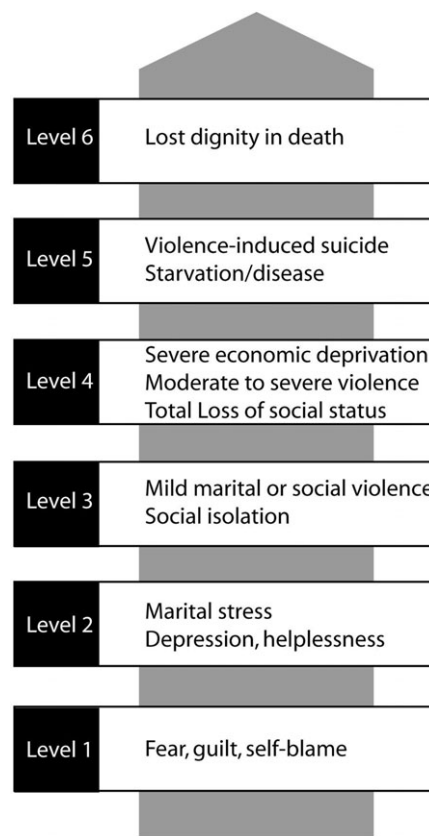 Level 6
Lost dignity in death
Level 5
Violence-induced suicide
Starvation/disease
Level 4
Severe economic deprivation
Moderate to severe violence
Total Loss of social status
Level 3
Mild marital or social violence
Social isolation
Level 2
Marital stress
Depression, helplessness
Level 1
Fear, guilt, self-blame